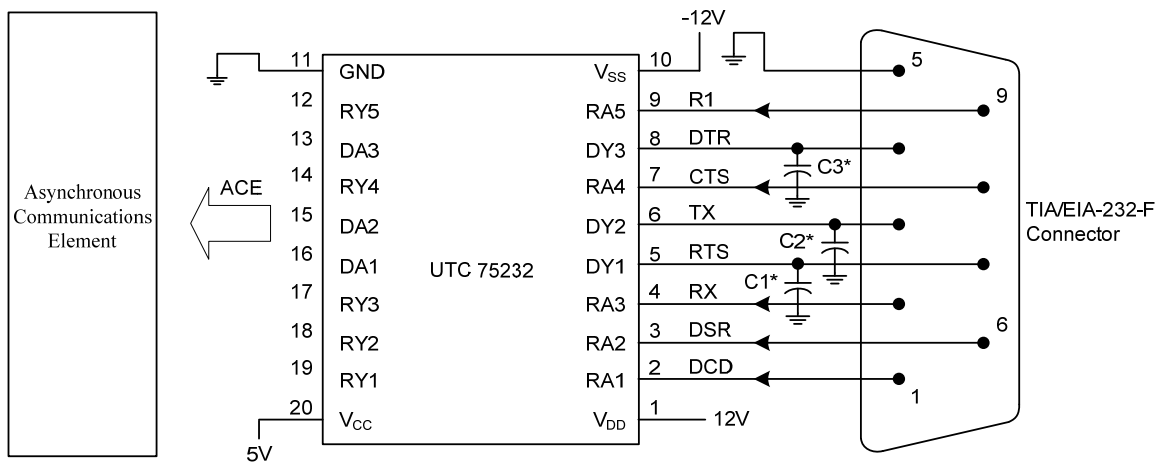 Asynchronous
Communications
Element
ACE
5V
UTC 75232
11 GND
12 RY5
13 DA3
14 RY4
15 DA2
16 DA1
17 RY3
18 RY2
19 RY1
20 VCC
-12V
VSS 10
RA5 9 R1
DY3 8 DTR
RA4 7 CTS
DY2 6 TX
DY1 5 RTS
RA3 4 RX
RA2 3 DSR
RA1 2 DCD
VDD 1 12V
C3*
C2*
C1*
5
9
6
1
TIA/EIA-232-F
Connector